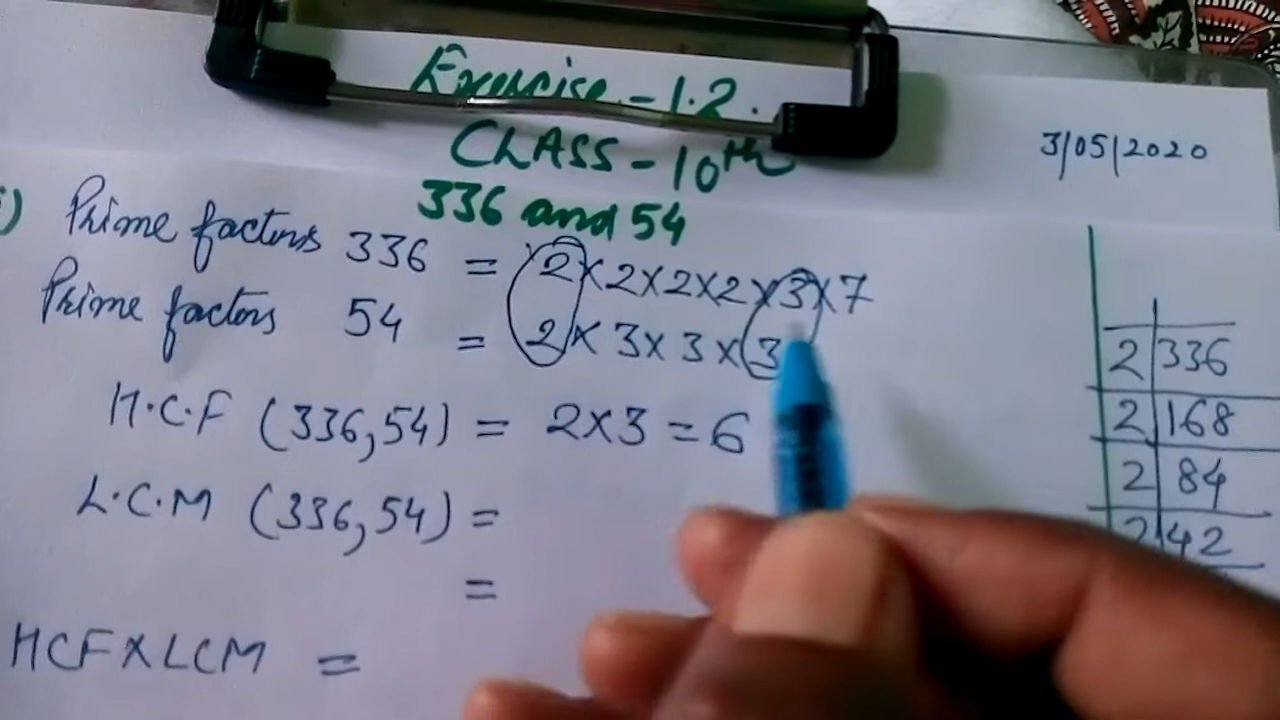 Exercise - 1.2.
CLASS - 10th
3/05/2020
336 and 54
Prime factors 336 = 2×2×2×2×3×7
Prime factors 54 = 2×3×3×3
H.C.F (336,54) = 2×3 = 6
L.C.M (336,54) =
=
HCF×LCM =
2|336
2|168
2|84
2|42